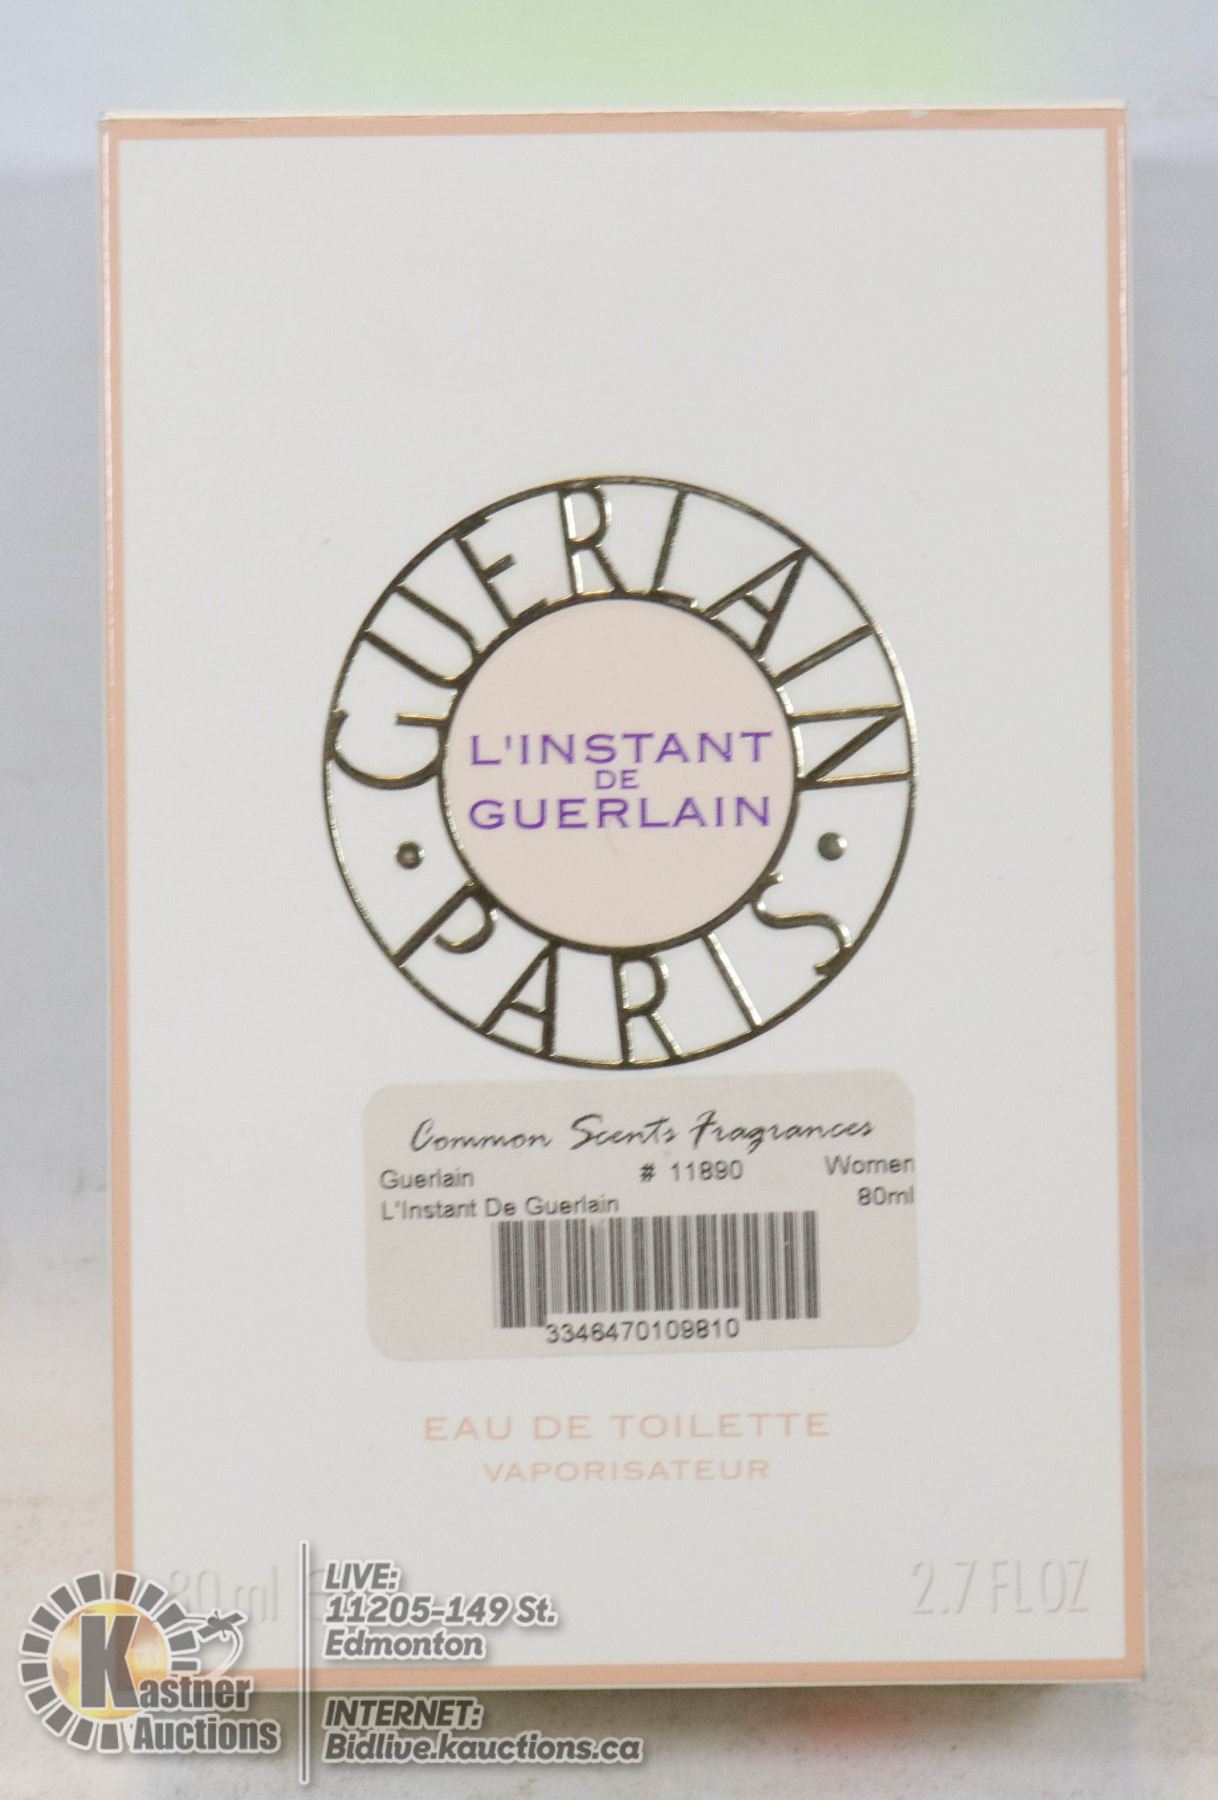 GUERLAIN
· PARIS ·
L'INSTANT
DE
GUERLAIN
Common Scents Fragrances
Guerlain # 11890 Women
L'Instant De Guerlain 80ml
3346470109810
EAU DE TOILETTE
VAPORISATEUR
80 ml 2.7 FL OZ
Kastner
Auctions
LIVE:
11205-149 St.
Edmonton
INTERNET:
Bidlive.kauctions.ca